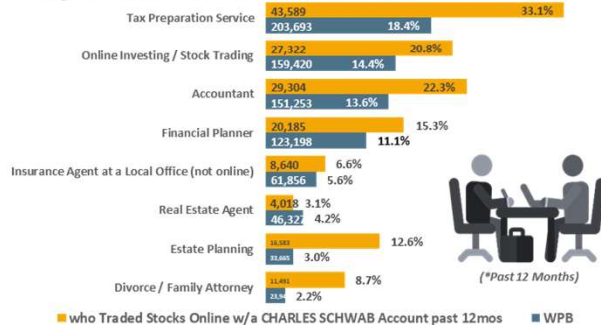 Tax Preparation Service 43,589 33.1%
203,693 18.4%
Online Investing / Stock Trading 27,322 20.8%
159,420 14.4%
Accountant 29,304 22.3%
151,253 13.6%
Financial Planner 20,185 15.3%
123,198 11.1%
Insurance Agent at a Local Office (not online) 8,640 6.6%
61,856 5.6%
Real Estate Agent 4,018 3.1%
46,327 4.2%
Estate Planning 16,583 12.6%
33,665 3.0%
Divorce / Family Attorney 11,491 8.7%
2.2%
(*Past 12 Months)
who Traded Stocks Online w/a CHARLES SCHWAB Account past 12mos WPB